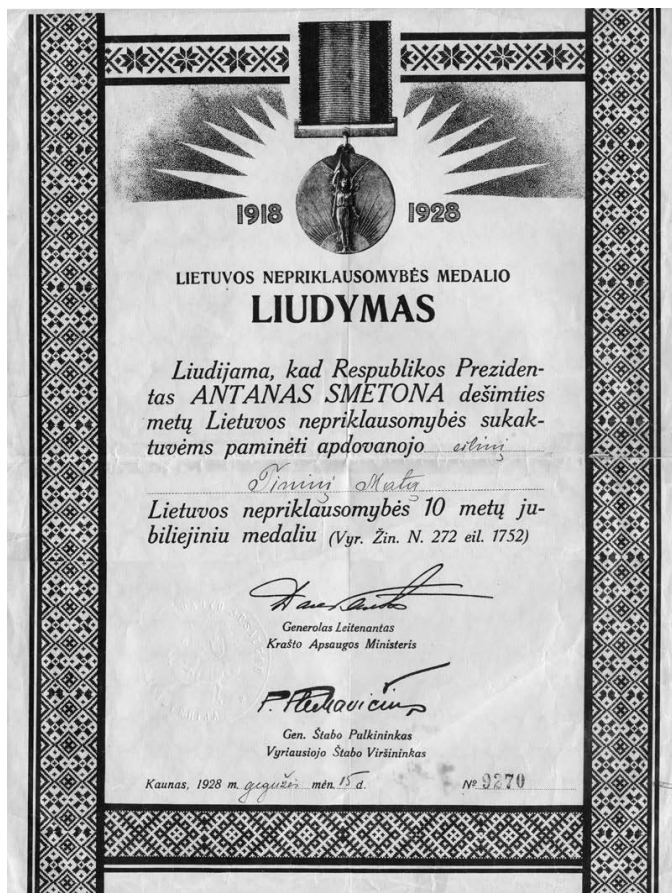 1918 1928
LIETUVOS NEPRIKLAUSOMYBĖS MEDALIO
LIUDYMAS
Liudijama, kad Respublikos Preziden-
tas ANTANAS SMETONA dešimties
metų Lietuvos nepriklausomybės sukak-
tuvėms paminėti apdovanojo eilinį
Tininį Matą
Lietuvos nepriklausomybės 10 metų ju-
biliejiniu medaliu (Vyr. Žin. N. 272 eil. 1752)
Generolas Leitenantas
Krašto Apsaugos Ministeris
P. Plechavičius
Gen. Štabo Pulkininkas
Vyriausiojo Štabo Viršininkas
Kaunas, 1928 m. gegužės mėn. 15 d. № 9270